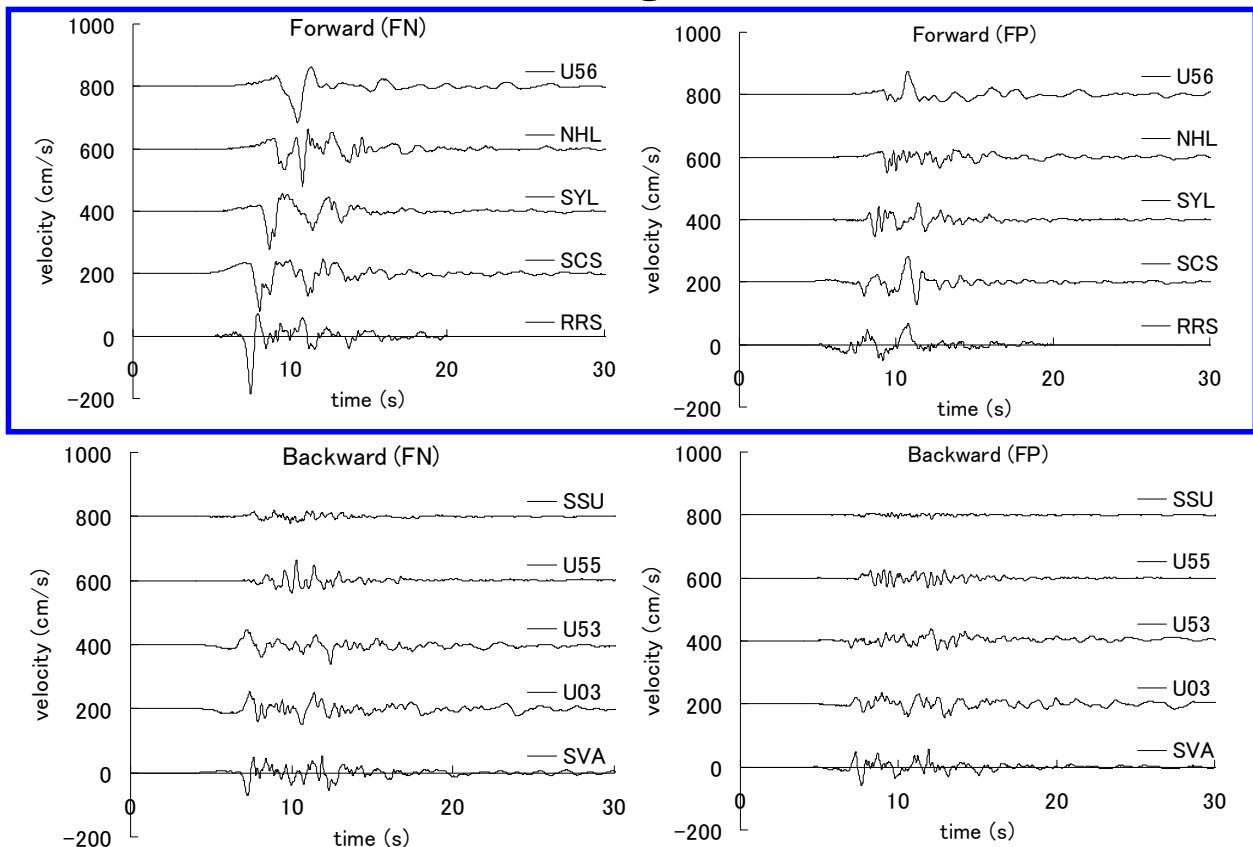 Forward (FN)
1000
800
600
400
200
0
-200
velocity (cm/s)
U56
NHL
SYL
SCS
RRS
0
10
20
30
time (s)
Forward (FP)
1000
800
600
400
200
0
-200
velocity (cm/s)
U56
NHL
SYL
SCS
RRS
0
10
20
30
time (s)
Backward (FN)
1000
800
600
400
200
0
-200
velocity (cm/s)
SSU
U55
U53
U03
SVA
0
10
20
30
time (s)
Backward (FP)
1000
800
600
400
200
0
-200
velocity (cm/s)
SSU
U55
U53
U03
SVA
0
10
20
30
time (s)